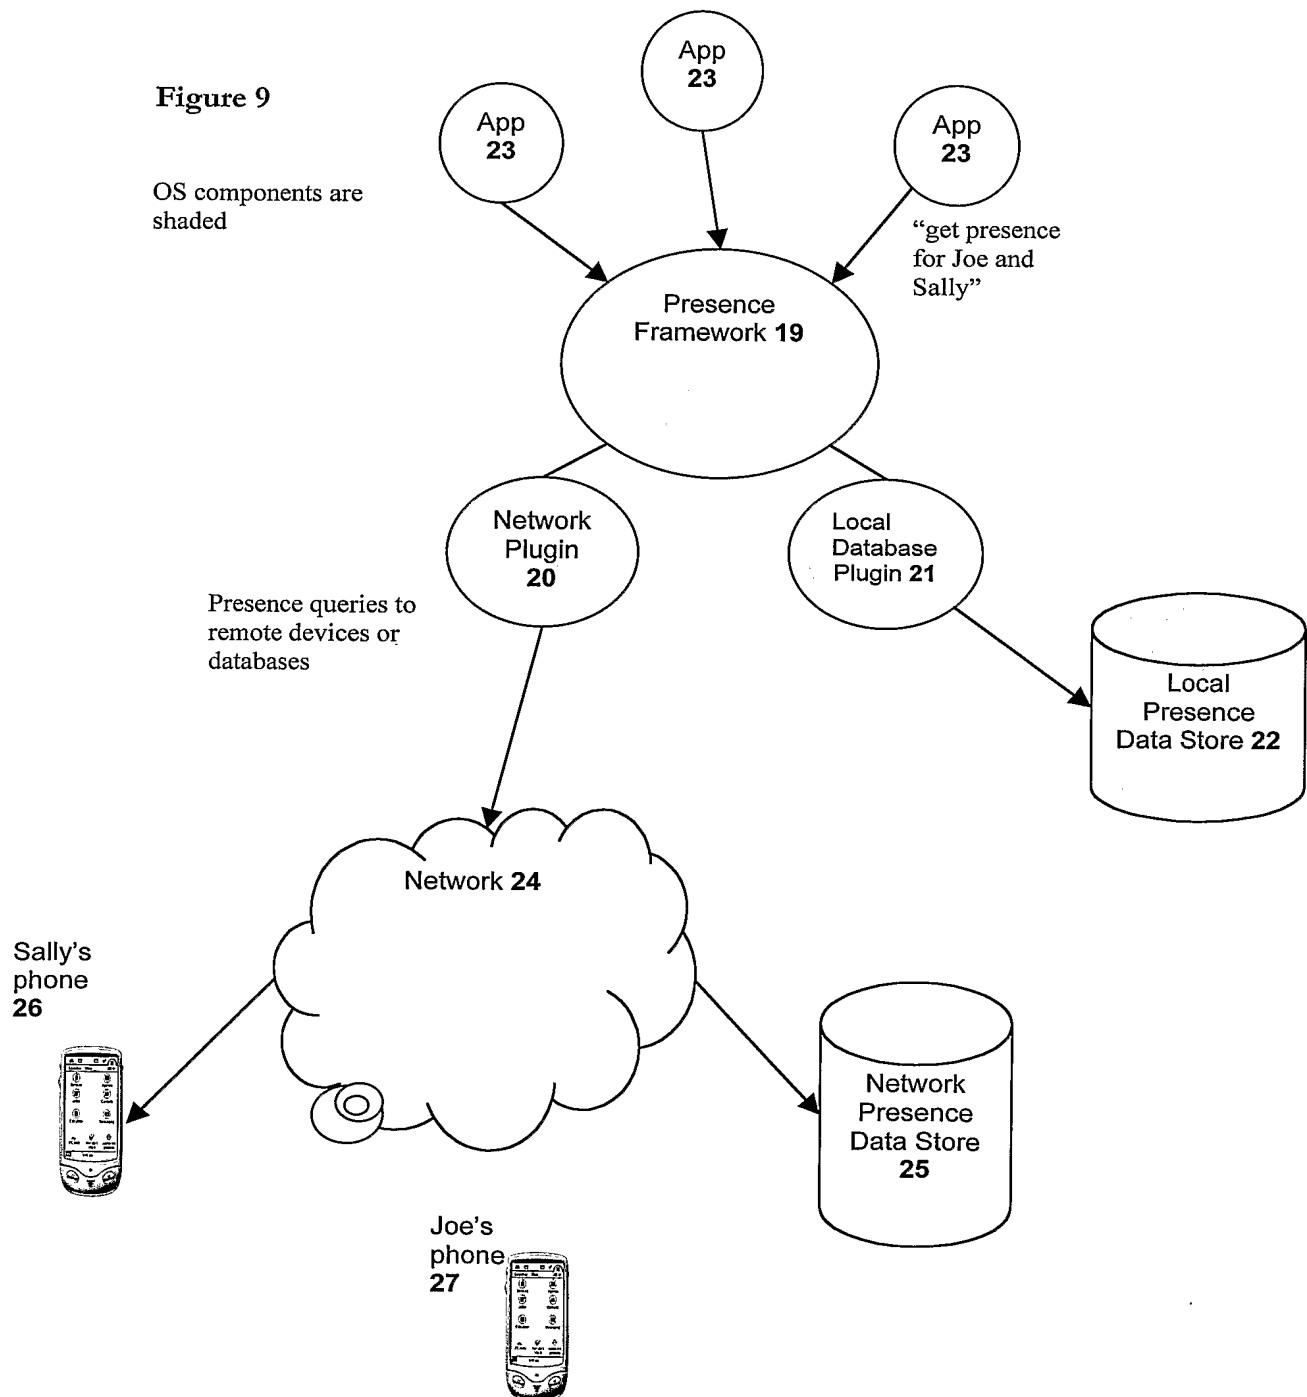 Figure 9
OS components are
shaded
App
23
App
23
App
23
"get presence
for Joe and
Sally"
Presence
Framework 19
Network
Plugin
20
Local
Database
Plugin 21
Presence queries to
remote devices or
databases
Local
Presence
Data Store 22
Network 24
Sally's
phone
26
Network
Presence
Data Store
25
Joe's
phone
27